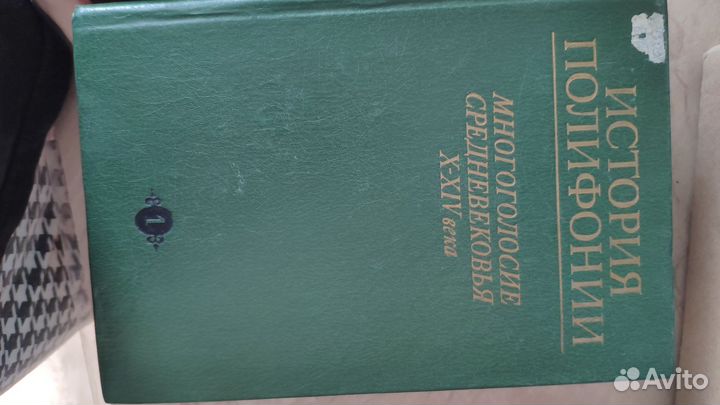 ИСТОРИЯ
ПОЛИФОНИИ
МНОГОГОЛОСИЕ
СРЕДНЕВЕКОВЬЯ
X-XIV века
1
Avito